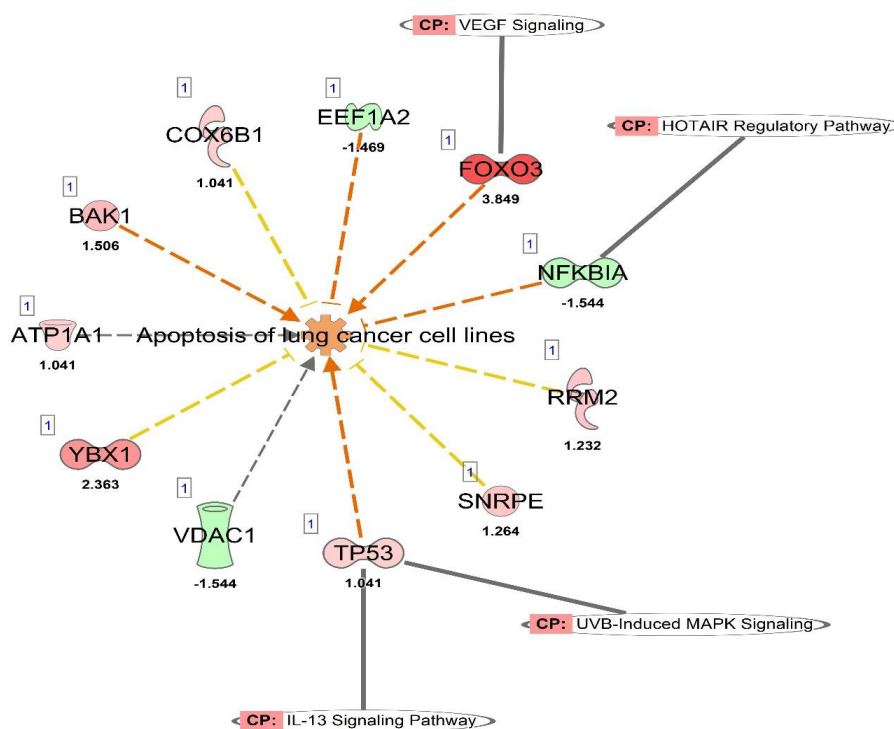 CP: VEGF Signaling
1
COX6B1
1.041
1
EEF1A2
-1.469
1
FOXO3
3.849
CP: HOTAIR Regulatory Pathway
1
BAK1
1.506
1
NFKBIA
-1.544
1
ATP1A1
1.041
Apoptosis of lung cancer cell lines
1
RRM2
1.232
1
YBX1
2.363
1
SNRPE
1.264
1
VDAC1
-1.544
1
TP53
1.041
CP: UVB-Induced MAPK Signaling
CP: IL-13 Signaling Pathway